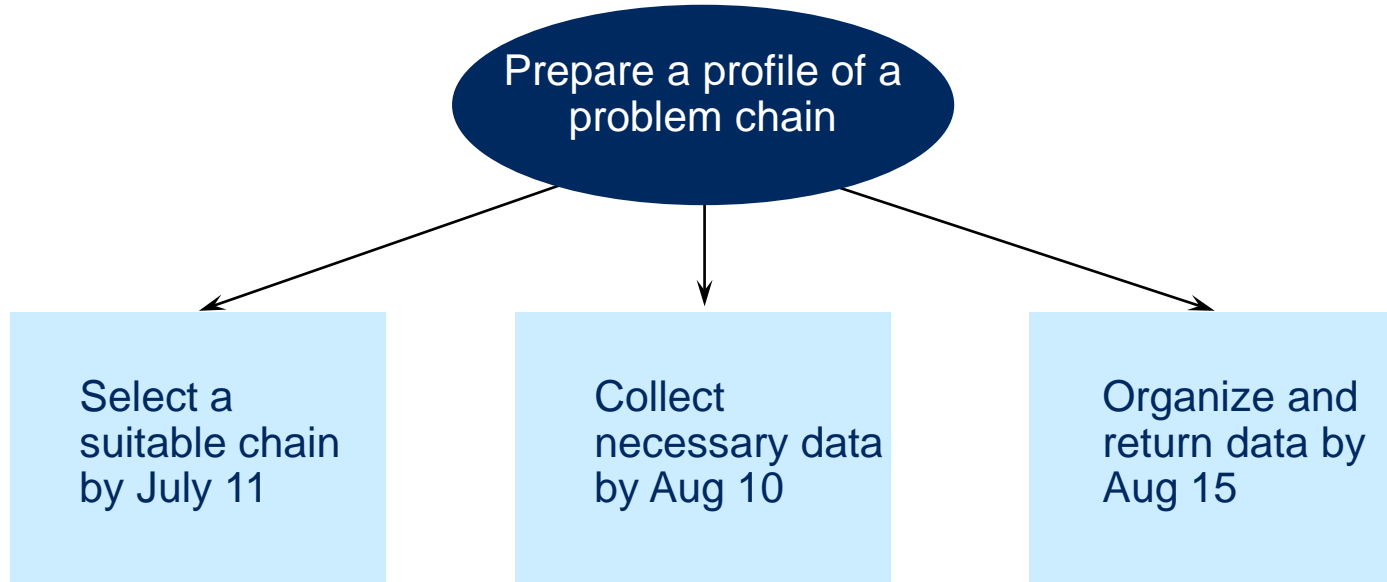 Prepare a profile of a
problem chain
Select a
suitable chain
by July 11
Collect
necessary data
by Aug 10
Organize and
return data by
Aug 15